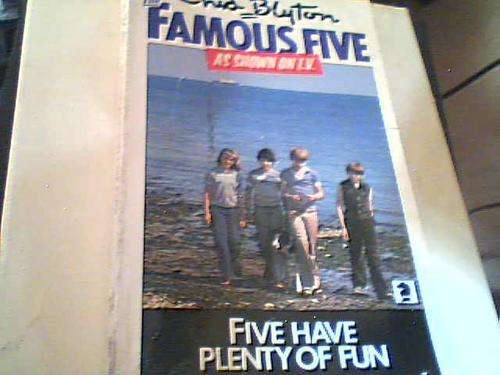 Enid Blyton
FAMOUS FIVE
AS SHOWN ON T.V.
FIVE HAVE
PLENTY OF FUN